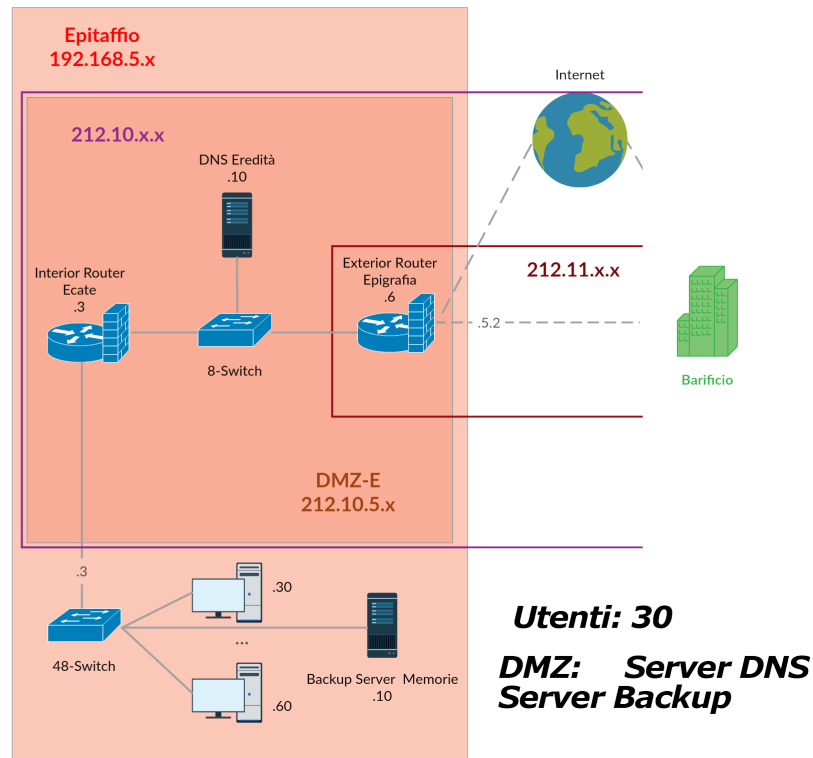 Epitaffio
192.168.5.x
Internet
212.10.x.x
DNS Eredità
.10
Interior Router
Ecate
.3
Exterior Router
Epigrafia
.6
212.11.x.x
.5.2
8-Switch
Barificio
DMZ-E
212.10.5.x
.3
.30
...
48-Switch
Backup Server Memorie
.10
.60
Utenti: 30
DMZ: Server DNS
Server Backup